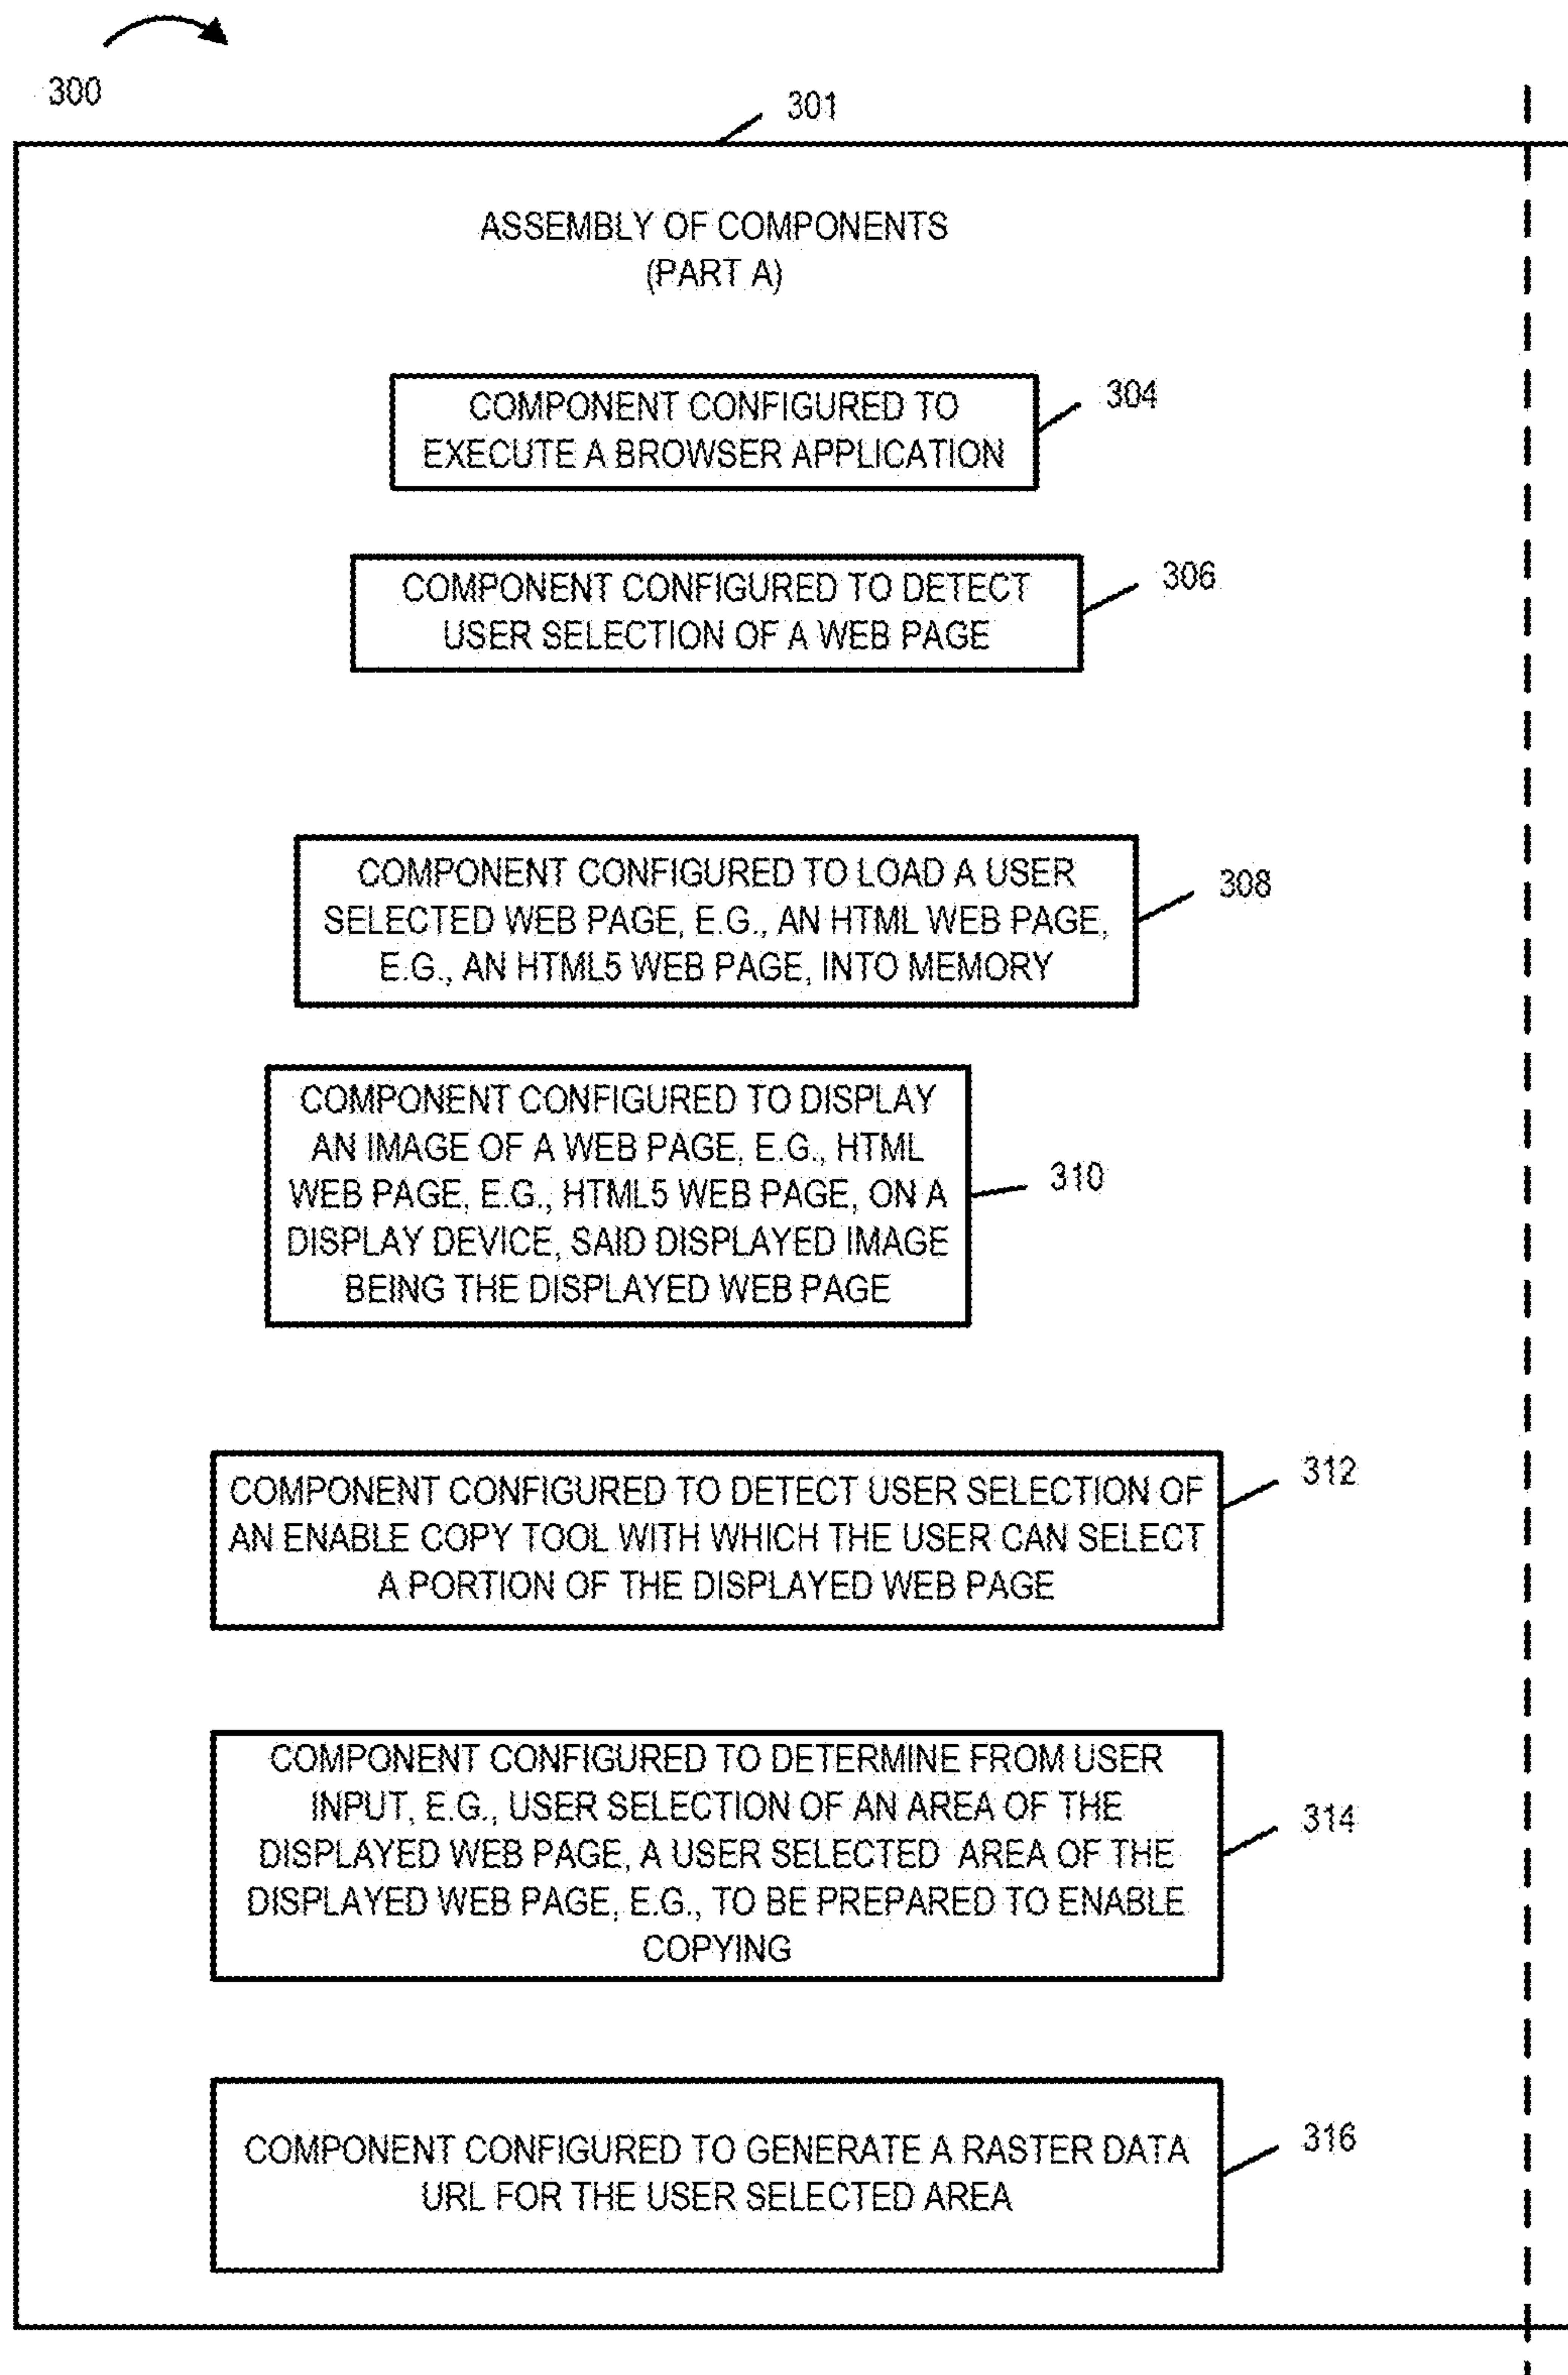 300
301
ASSEMBLY OF COMPONENTS
(PART A)
COMPONENT CONFIGURED TO
EXECUTE A BROWSER APPLICATION
304
COMPONENT CONFIGURED TO DETECT
USER SELECTION OF A WEB PAGE
306
COMPONENT CONFIGURED TO LOAD A USER
SELECTED WEB PAGE, E.G., AN HTML WEB PAGE,
E.G., AN HTML5 WEB PAGE, INTO MEMORY
308
COMPONENT CONFIGURED TO DISPLAY
AN IMAGE OF A WEB PAGE, E.G., HTML
WEB PAGE, E.G., HTML5 WEB PAGE, ON A
DISPLAY DEVICE, SAID DISPLAYED IMAGE
BEING THE DISPLAYED WEB PAGE
310
COMPONENT CONFIGURED TO DETECT USER SELECTION OF
AN ENABLE COPY TOOL WITH WHICH THE USER CAN SELECT
A PORTION OF THE DISPLAYED WEB PAGE
312
COMPONENT CONFIGURED TO DETERMINE FROM USER
INPUT, E.G., USER SELECTION OF AN AREA OF THE
DISPLAYED WEB PAGE, A USER SELECTED AREA OF THE
DISPLAYED WEB PAGE, E.G., TO BE PREPARED TO ENABLE
COPYING
314
COMPONENT CONFIGURED TO GENERATE A RASTER DATA
URL FOR THE USER SELECTED AREA
316